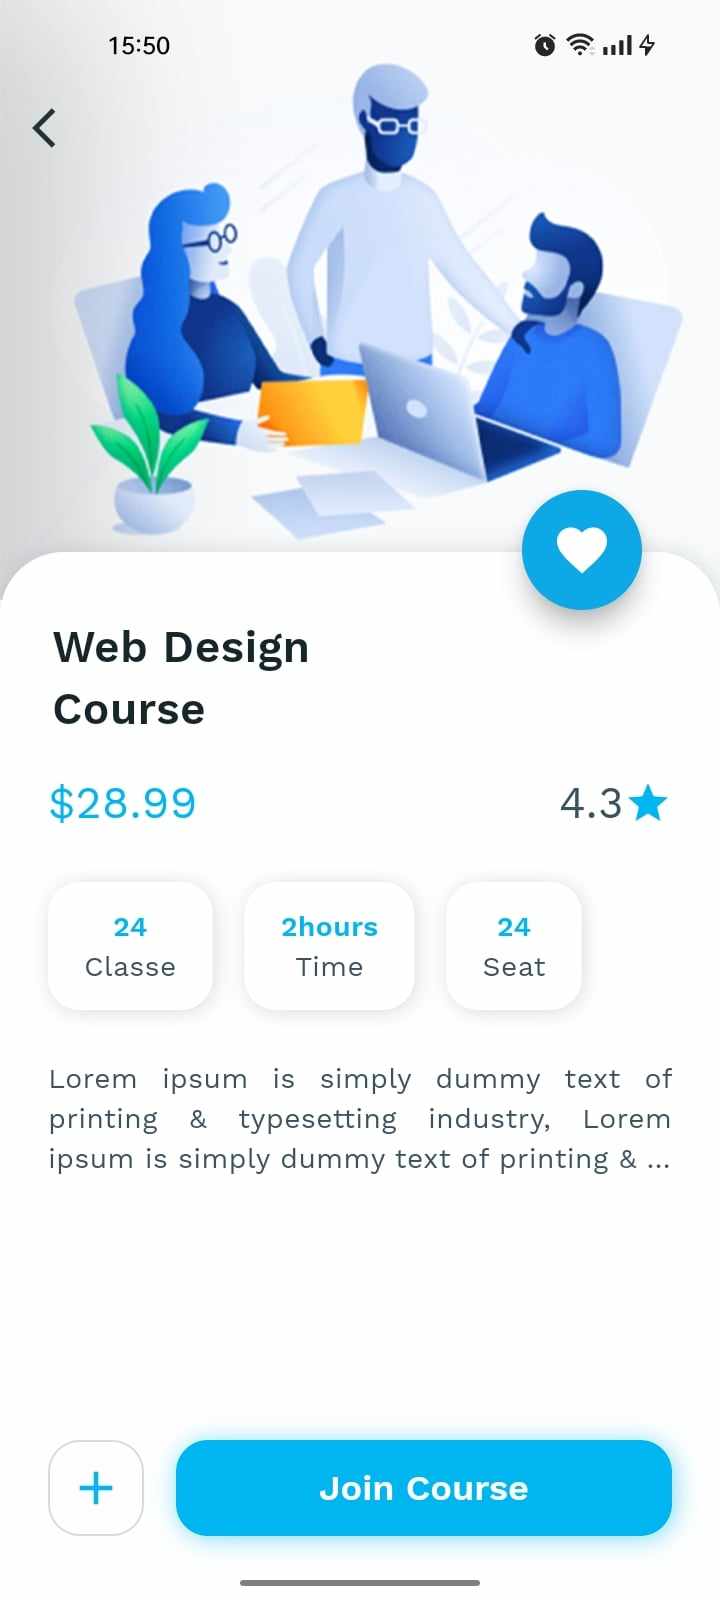 15:50
Web Design
Course
$28.99
4.3
24
Classe
2hours
Time
24
Seat
Lorem ipsum is simply dummy text of
printing & typesetting industry, Lorem
ipsum is simply dummy text of printing & ...
Join Course